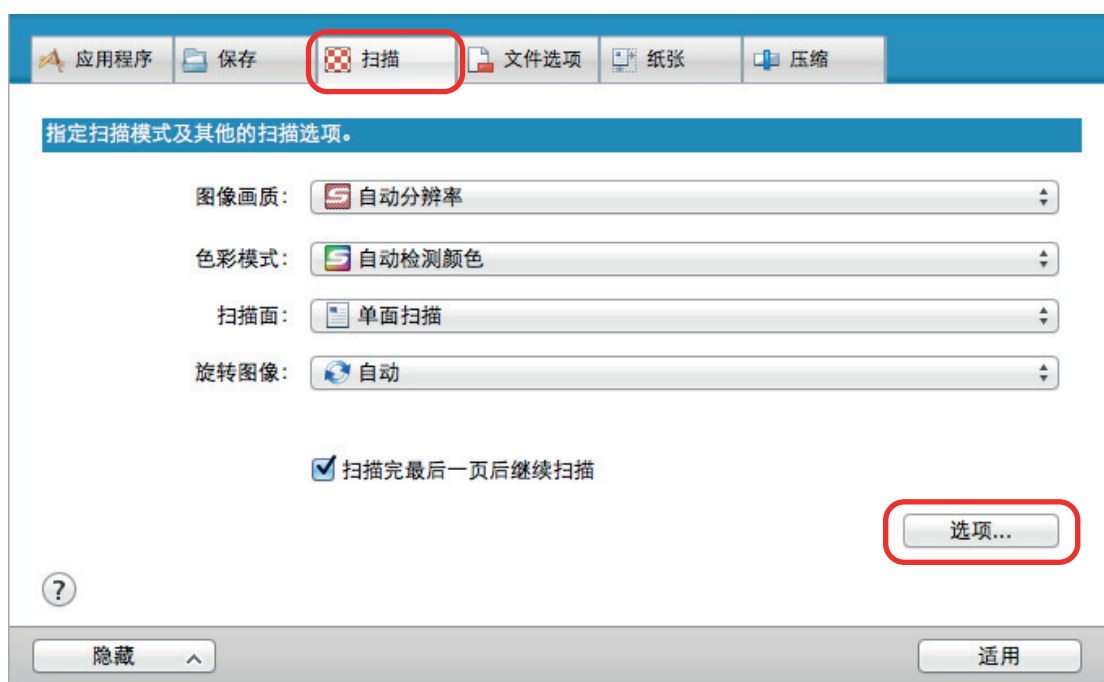 应用程序 保存 扫描 文件选项 纸张 压缩
指定扫描模式及其他的扫描选项。
图像画质: 自动分辨率
色彩模式: 自动检测颜色
扫描面: 单面扫描
旋转图像: 自动
扫描完最后一页后继续扫描
选项...
?
隐藏 适用